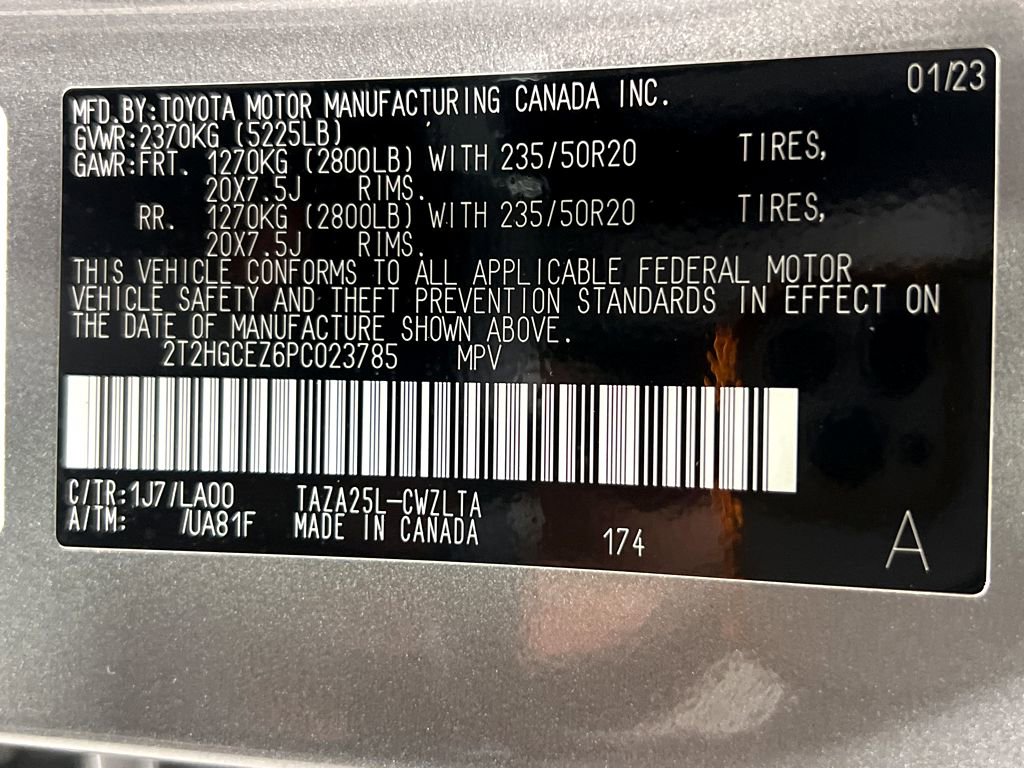 01/23
MFD.BY:TOYOTA MOTOR MANUFACTURING CANADA INC.
GVWR:2370KG (5225LB)
GAWR:FRT. 1270KG (2800LB) WITH 235/50R20 TIRES,
20X7.5J RIMS.
RR. 1270KG (2800LB) WITH 235/50R20 TIRES,
20X7.5J RIMS.
THIS VEHICLE CONFORMS TO ALL APPLICABLE FEDERAL MOTOR
VEHICLE SAFETY AND THEFT PREVENTION STANDARDS IN EFFECT ON
THE DATE OF MANUFACTURE SHOWN ABOVE.
2T2HGCEZ6PC023785 MPV
C/TR:1J7/LA00 TAZA25L-CWZLTA
A/TM: /UA81F MADE IN CANADA
174
A